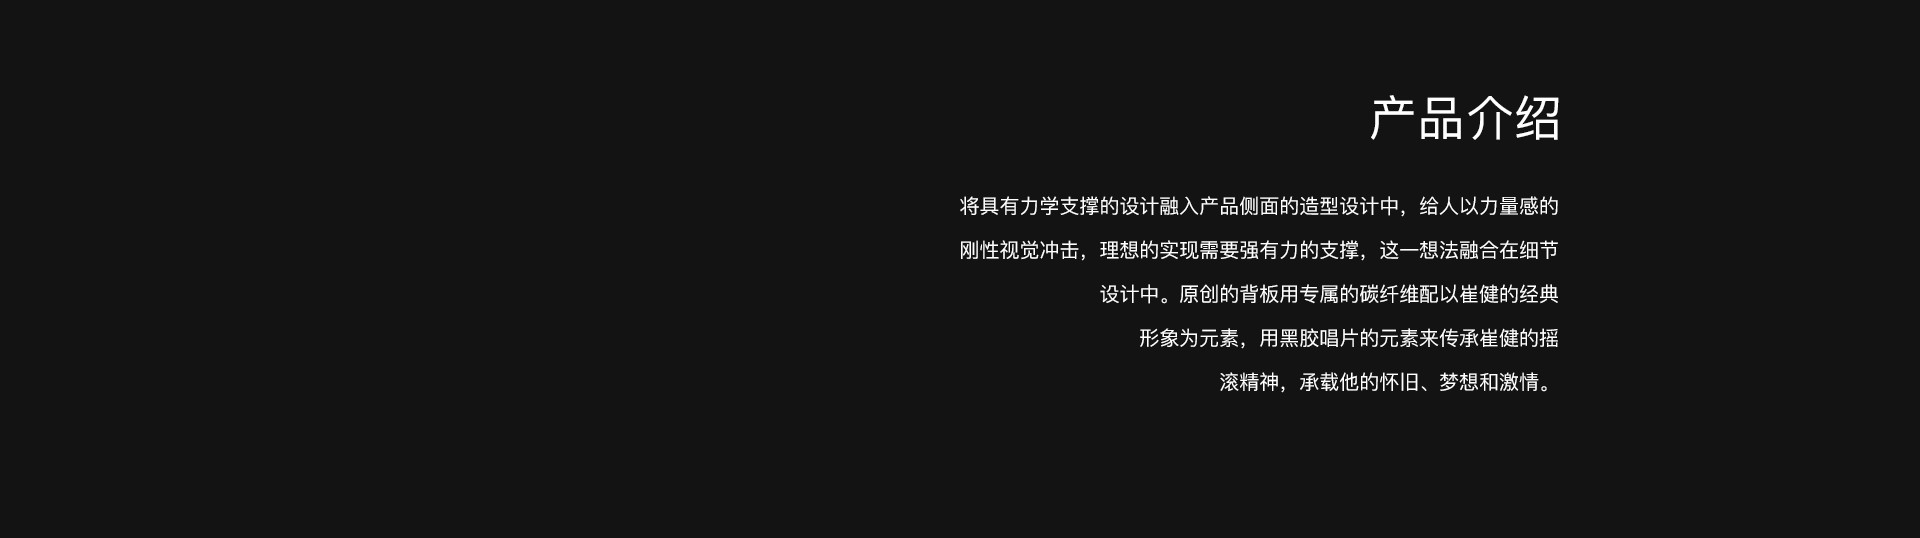 产品介绍
将具有力学支撑的设计融入产品侧面的造型设计中，给人以力量感的
刚性视觉冲击，理想的实现需要强有力的支撑，这一想法融合在细节
设计中。原创的背板用专属的碳纤维配以崔健的经典
形象为元素，用黑胶唱片的元素来传承崔健的摇
滚精神，承载他的怀旧、梦想和激情。